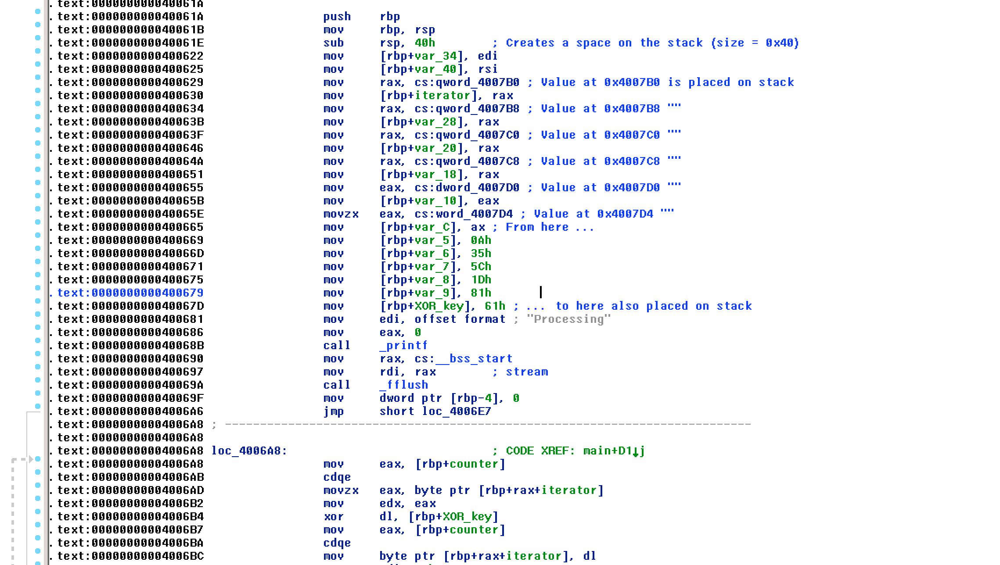 .text:000000000040061A
.text:000000000040061A push rbp
.text:000000000040061B mov rbp, rsp
.text:000000000040061E sub rsp, 40h ; Creates a space on the stack (size = 0x40)
.text:0000000000400622 mov [rbp+var_34], edi
.text:0000000000400625 mov [rbp+var_40], rsi
.text:0000000000400629 mov rax, cs:qword_4007B0 ; Value at 0x4007B0 is placed on stack
.text:0000000000400630 mov [rbp+iterator], rax
.text:0000000000400634 mov rax, cs:qword_4007B8 ; Value at 0x4007B8 ""
.text:000000000040063B mov [rbp+var_28], rax
.text:000000000040063F mov rax, cs:qword_4007C0 ; Value at 0x4007C0 ""
.text:0000000000400646 mov [rbp+var_20], rax
.text:000000000040064A mov rax, cs:qword_4007C8 ; Value at 0x4007C8 ""
.text:0000000000400651 mov [rbp+var_18], rax
.text:0000000000400655 mov eax, cs:dword_4007D0 ; Value at 0x4007D0 ""
.text:000000000040065B mov [rbp+var_10], eax
.text:000000000040065E movzx eax, cs:word_4007D4 ; Value at 0x4007D4 ""
.text:0000000000400665 mov [rbp+var_C], ax ; From here ...
.text:0000000000400669 mov [rbp+var_5], 0Ah
.text:000000000040066D mov [rbp+var_6], 35h
.text:0000000000400671 mov [rbp+var_7], 5Ch
.text:0000000000400675 mov [rbp+var_8], 1Dh
.text:0000000000400679 mov [rbp+var_9], 81h
.text:000000000040067D mov [rbp+XOR_key], 61h ; ... to here also placed on stack
.text:0000000000400681 mov edi, offset format ; "Processing"
.text:0000000000400686 mov eax, 0
.text:000000000040068B call _printf
.text:0000000000400690 mov rax, cs:__bss_start
.text:0000000000400697 mov rdi, rax ; stream
.text:000000000040069A call _fflush
.text:000000000040069F mov dword ptr [rbp-4], 0
.text:00000000004006A6 jmp short loc_4006E7
.text:00000000004006A8 ; ---------------------------------------------------------------------------
.text:00000000004006A8
.text:00000000004006A8 loc_4006A8: ; CODE XREF: main+D1↓j
.text:00000000004006A8 mov eax, [rbp+counter]
.text:00000000004006AB cdqe
.text:00000000004006AD movzx eax, byte ptr [rbp+rax+iterator]
.text:00000000004006B2 mov edx, eax
.text:00000000004006B4 xor dl, [rbp+XOR_key]
.text:00000000004006B7 mov eax, [rbp+counter]
.text:00000000004006BA cdqe
.text:00000000004006BC mov byte ptr [rbp+rax+iterator], dl